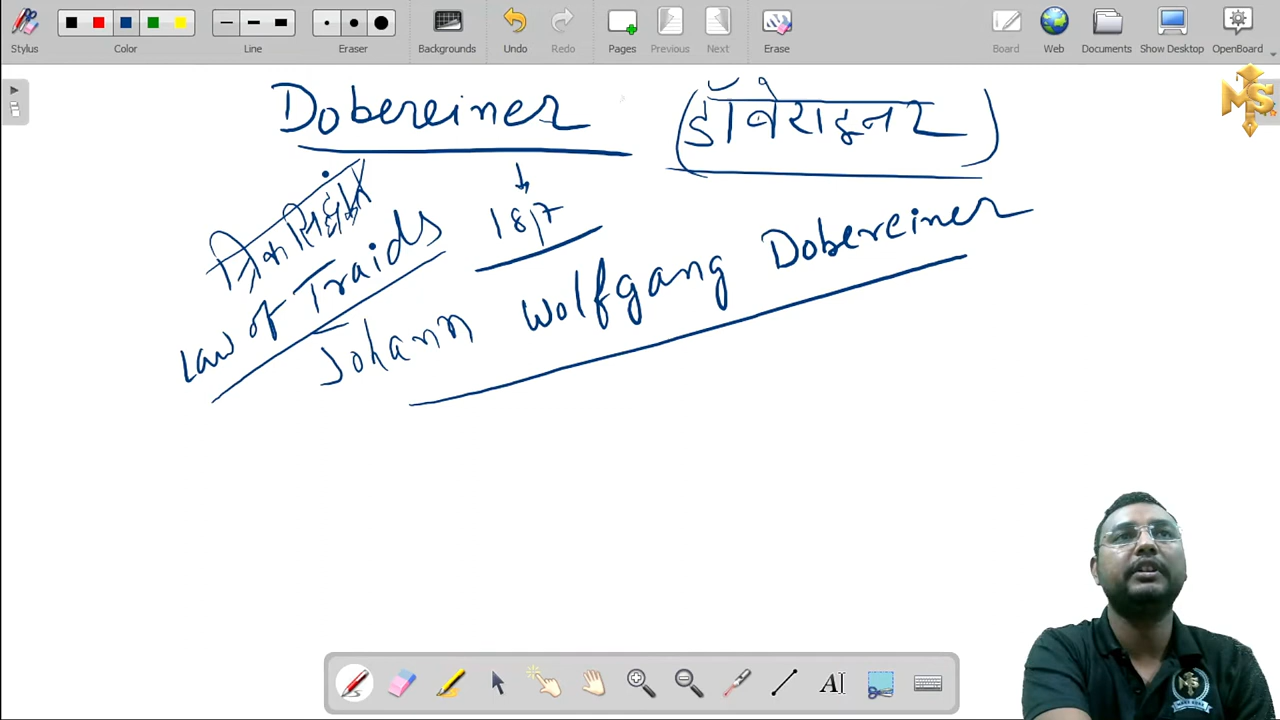 Stylus
Color
Line
Eraser
Backgrounds
Undo
Redo
Pages
Previous
Next
Erase
Board
Web
Documents
Show Desktop
OpenBoard
MS
Dobereiner (डॉबेराइनर)
1817
Law of Traids
Johann Wolfgang Dobereiner